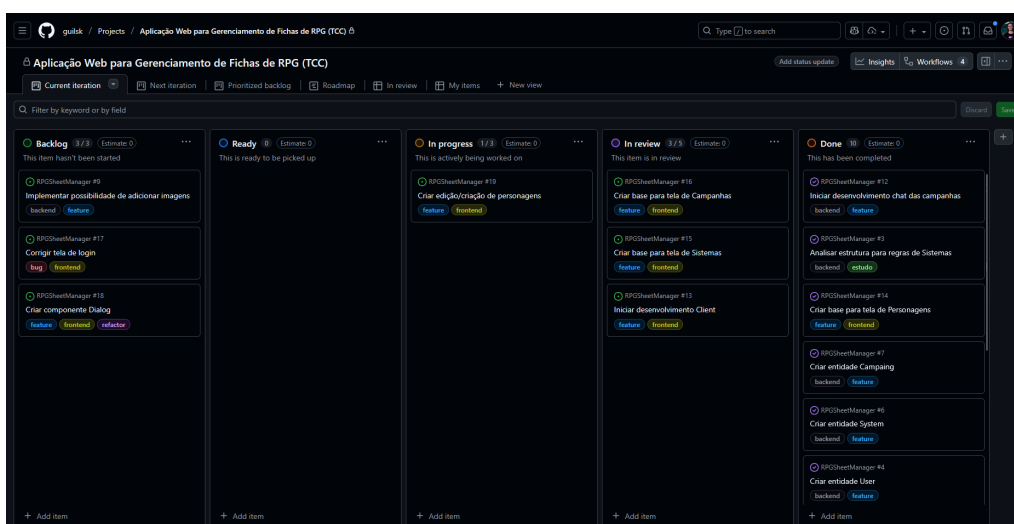 guilsk / Projects / Aplicação Web para Gerenciamento de Fichas de RPG (TCC)
Q Type / to search
Aplicação Web para Gerenciamento de Fichas de RPG (TCC)
Add status update
Insights
Workflows 4
Current iteration
Next iteration
Prioritized backlog
Roadmap
In review
My items
+ New view
Filter by keyword or by field
Discard
Save
Backlog 3 / 3 Estimate: 0
This item hasn't been started
RPGSheetManager #9
Implementar possibilidade de adicionar imagens
backend feature
RPGSheetManager #17
Corrigir tela de login
bug frontend
RPGSheetManager #18
Criar componente Dialog
feature frontend refactor
+ Add item
Ready 0 Estimate: 0
This is ready to be picked up
+ Add item
In progress 1 / 3 Estimate: 0
This is actively being worked on
RPGSheetManager #19
Criar edição/criação de personagens
feature frontend
+ Add item
In review 3 / 5 Estimate: 0
This item is in review
RPGSheetManager #16
Criar base para tela de Campanhas
feature frontend
RPGSheetManager #15
Criar base para tela de Sistemas
feature frontend
RPGSheetManager #13
Iniciar desenvolvimento Client
feature frontend
+ Add item
Done 10 Estimate: 0
This has been completed
RPGSheetManager #12
Iniciar desenvolvimento chat das campanhas
backend feature
RPGSheetManager #3
Analisar estrutura para regras de Sistemas
backend estudo
RPGSheetManager #14
Criar base para tela de Personagens
feature frontend
RPGSheetManager #7
Criar entidade Campaing
backend feature
RPGSheetManager #6
Criar entidade System
backend feature
RPGSheetManager #4
Criar entidade User
backend feature
+ Add item